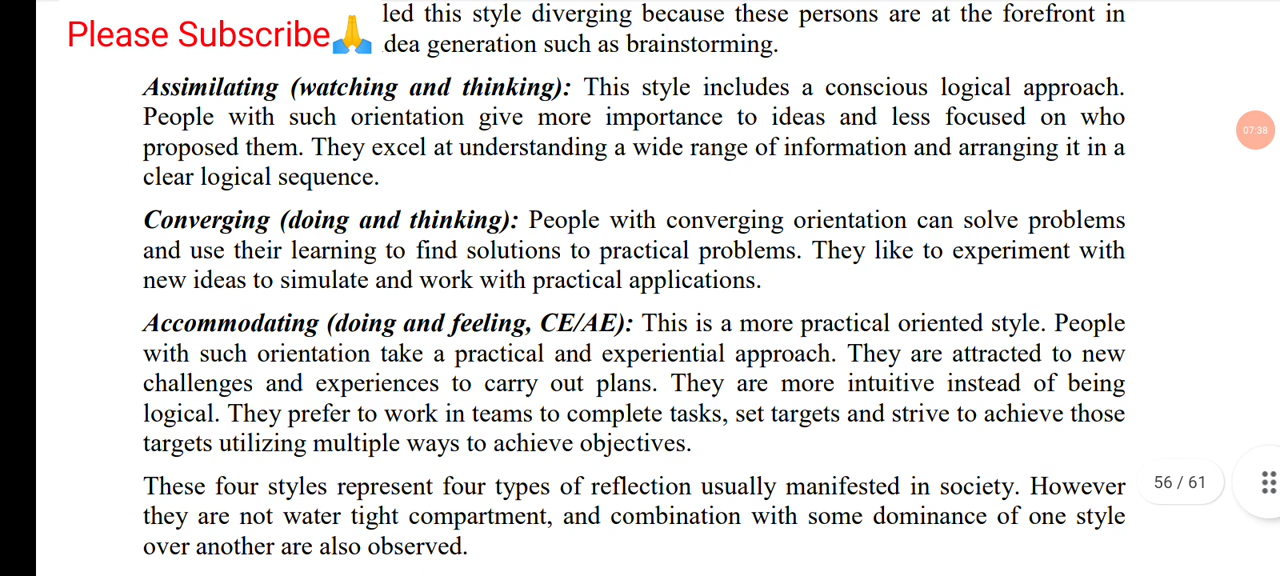 led this style diverging because these persons are at the forefront in
Please Subscribe🙏 dea generation such as brainstorming.
Assimilating (watching and thinking): This style includes a conscious logical approach.
People with such orientation give more importance to ideas and less focused on who
proposed them. They excel at understanding a wide range of information and arranging it in a
clear logical sequence.
07:38
Converging (doing and thinking): People with converging orientation can solve problems
and use their learning to find solutions to practical problems. They like to experiment with
new ideas to simulate and work with practical applications.
Accommodating (doing and feeling, CE/AE): This is a more practical oriented style. People
with such orientation take a practical and experiential approach. They are attracted to new
challenges and experiences to carry out plans. They are more intuitive instead of being
logical. They prefer to work in teams to complete tasks, set targets and strive to achieve those
targets utilizing multiple ways to achieve objectives.
These four styles represent four types of reflection usually manifested in society. However
56 / 61
they are not water tight compartment, and combination with some dominance of one style
over another are also observed.